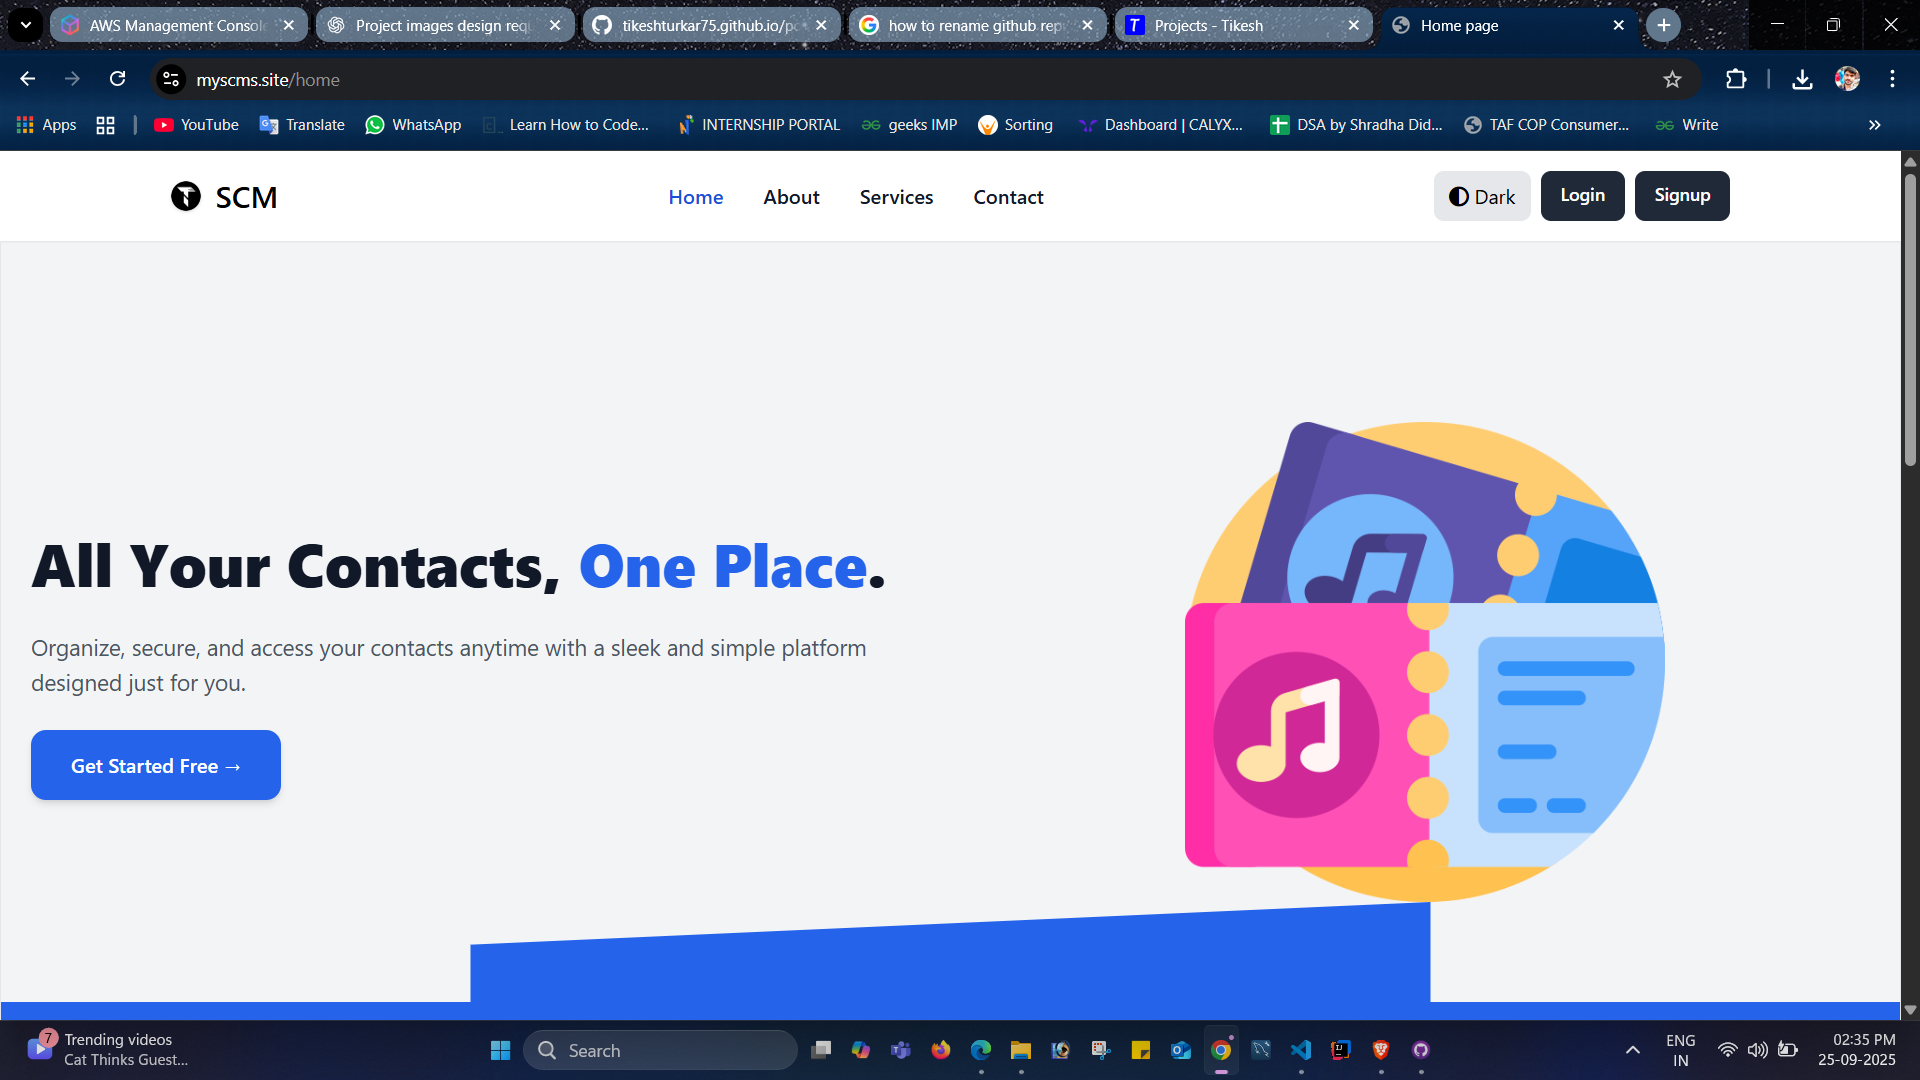 AWS Management Consol
Project images design req
tikeshturkar75.github.io/po
how to rename github rep
Projects - Tikesh
Home page
myscms.site/home
Apps
YouTube
Translate
WhatsApp
Learn How to Code...
INTERNSHIP PORTAL
geeks IMP
Sorting
Dashboard | CALYX...
DSA by Shradha Did...
TAF COP Consumer...
Write
SCM
Home
About
Services
Contact
Dark
Login
Signup
All Your Contacts, One Place.
Organize, secure, and access your contacts anytime with a sleek and simple platform
designed just for you.
Get Started Free →
7
Trending videos
Cat Thinks Guest...
Search
ENG
IN
02:35 PM
25-09-2025